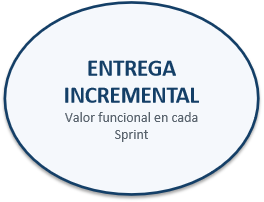 ENTREGA
INCREMENTAL
Valor funcional en cada
Sprint